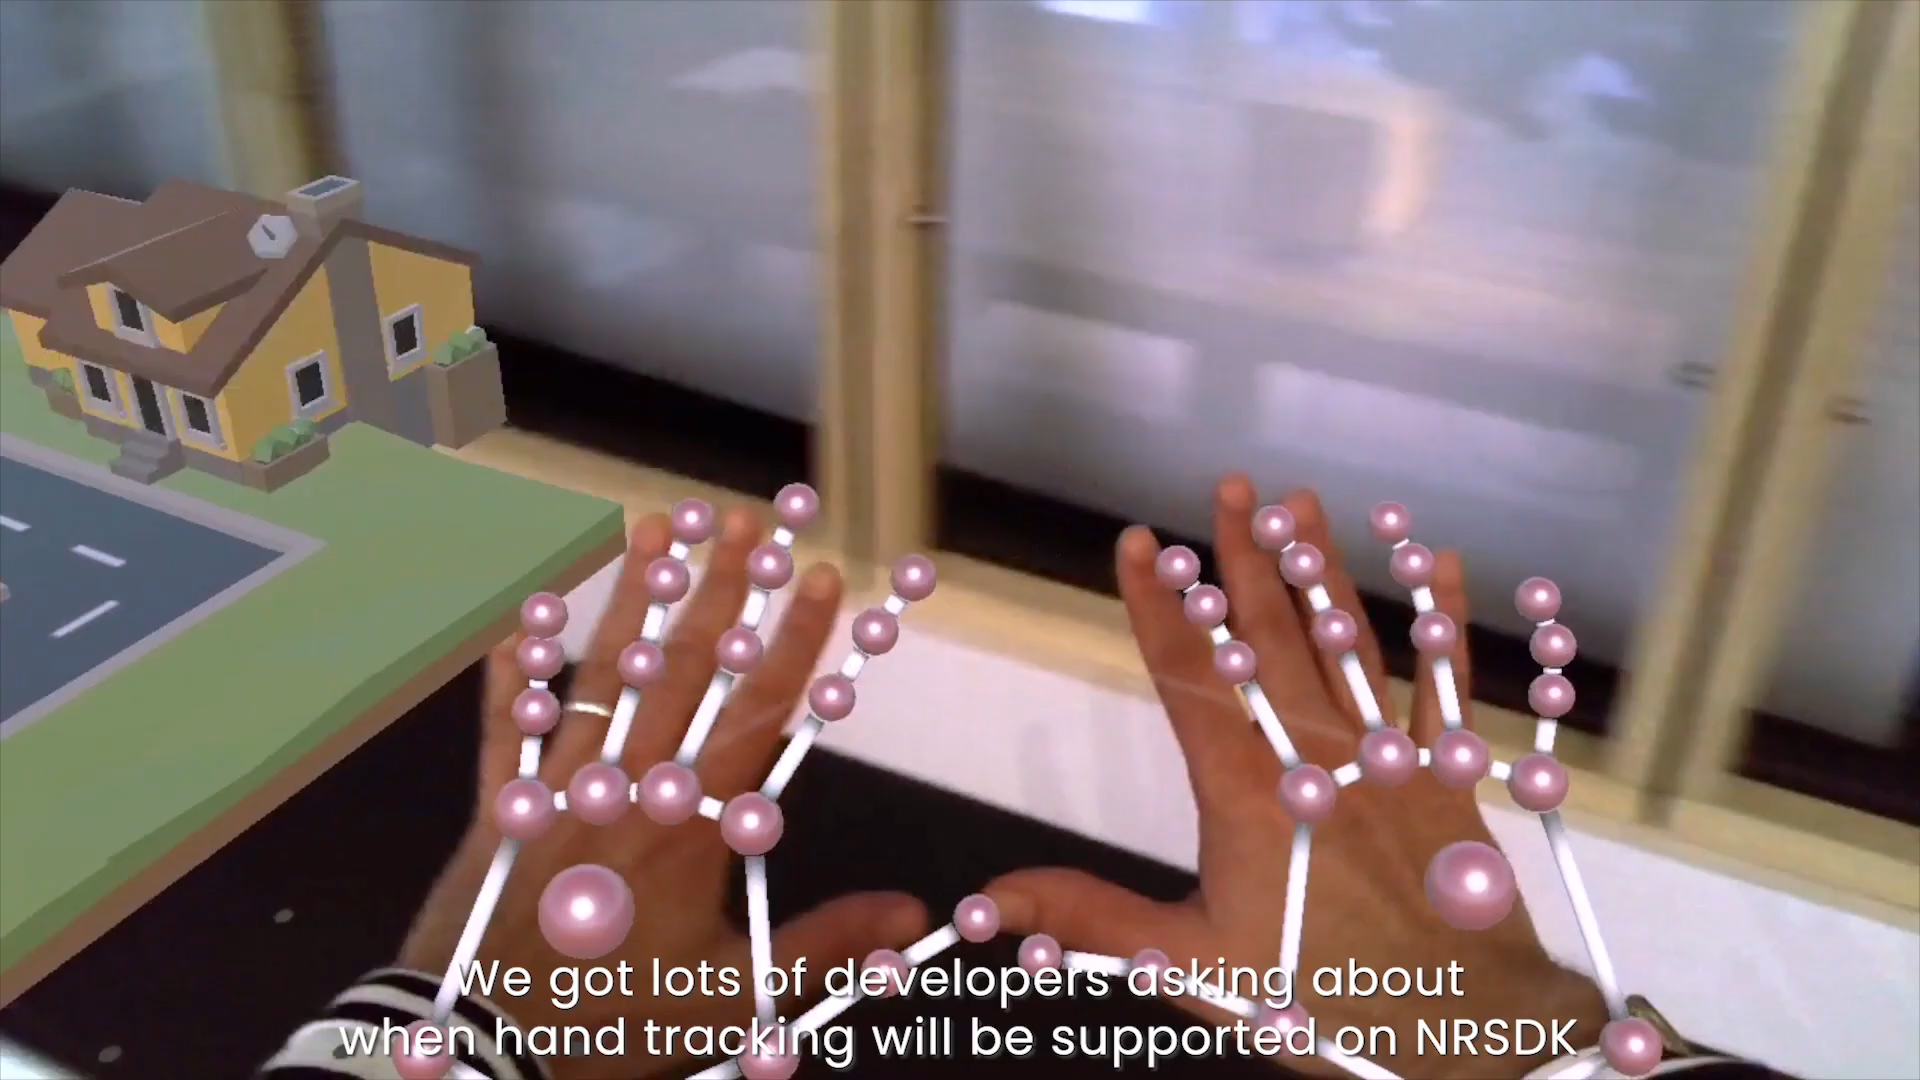 We got lots of developers asking about
when hand tracking will be supported on NRSDK